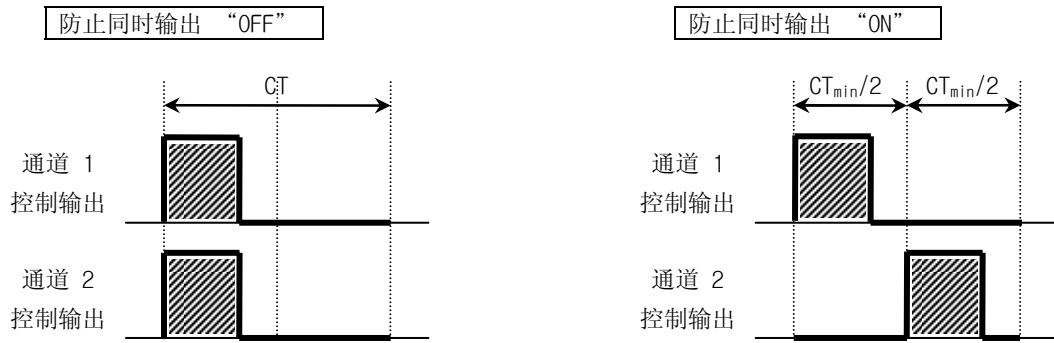 防止同时输出 “OFF”
防止同时输出 “ON”
CT
CTmin/2
CTmin/2
通道 1
控制输出
通道 1
控制输出
通道 2
控制输出
通道 2
控制输出